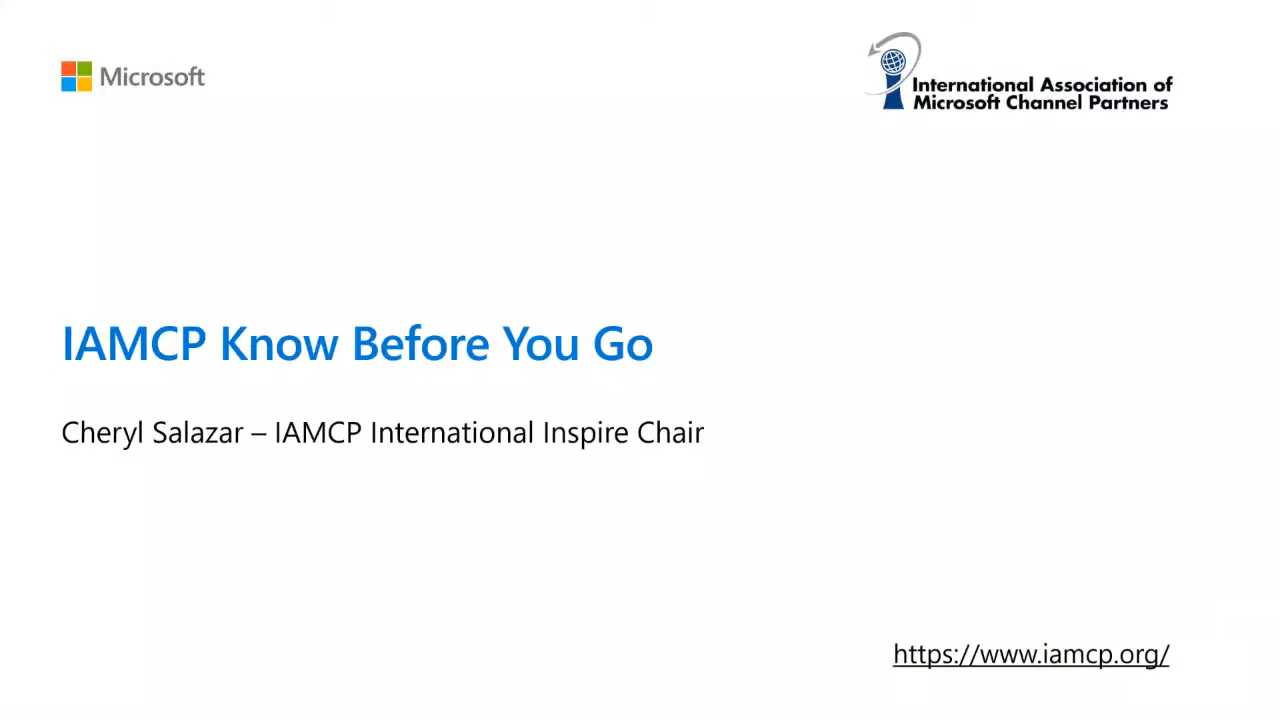 Microsoft
International Association of
Microsoft Channel Partners
IAMCP Know Before You Go
Cheryl Salazar – IAMCP International Inspire Chair
https://www.iamcp.org/